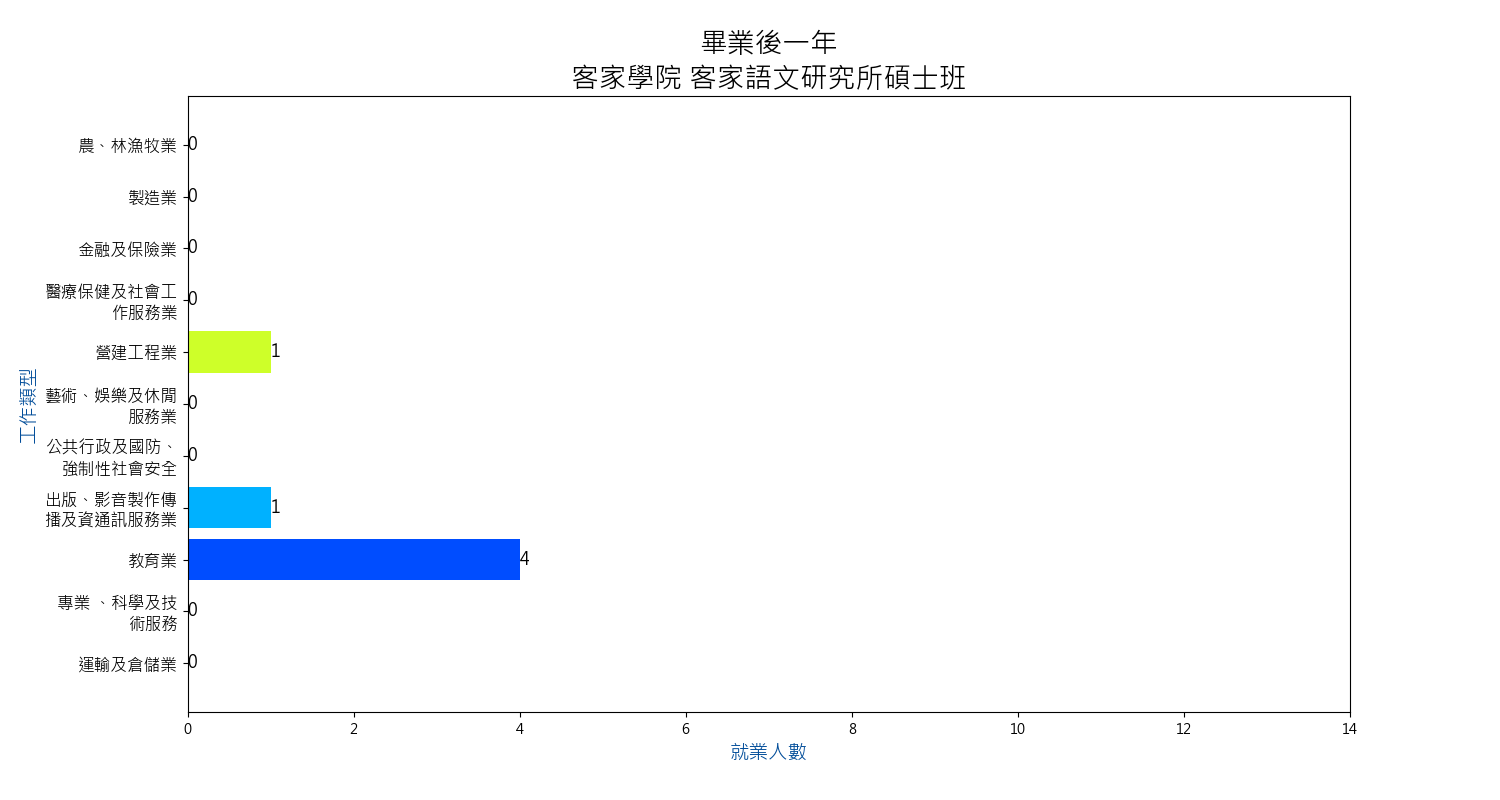 畢業後一年
客家學院 客家語文研究所碩士班
農、林漁牧業
0
製造業
0
金融及保險業
0
醫療保健及社會工
作服務業
0
營建工程業
1
藝術、娛樂及休閒
服務業
0
公共行政及國防、
強制性社會安全
0
出版、影音製作傳
播及資通訊服務業
1
教育業
4
專業 、科學及技
術服務
0
運輸及倉儲業
0
工作類型
0 2 4 6 8 10 12 14
就業人數